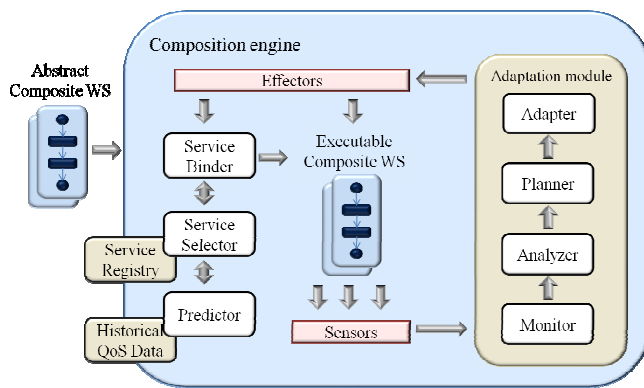 Composition engine
Abstract
Composite WS
Effectors
Adaptation module
Adapter
Service
Binder
Executable
Composite WS
Planner
Service
Selector
Service
Registry
Analyzer
Predictor
Historical
QoS Data
Sensors
Monitor